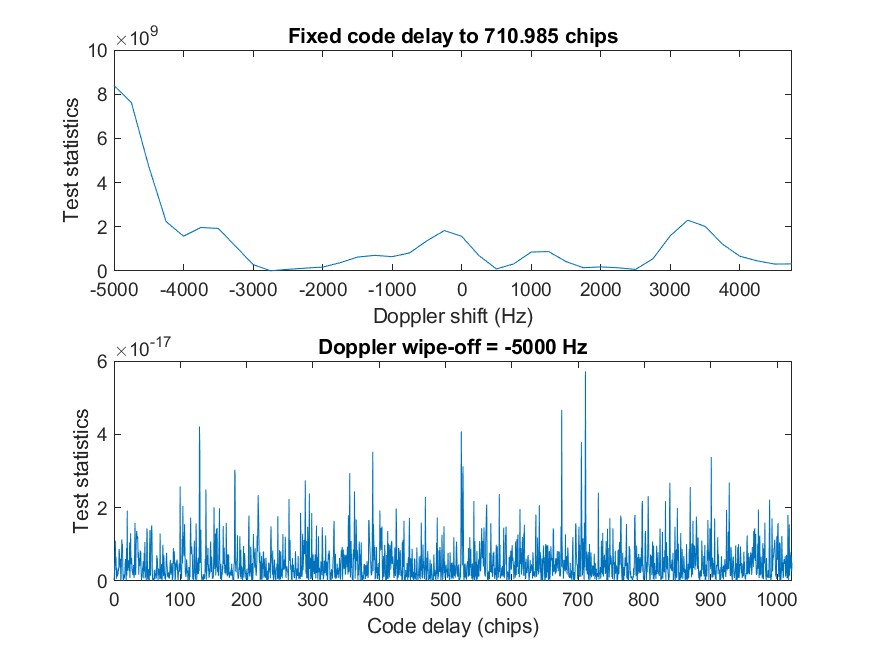 ×10^9
Fixed code delay to 710.985 chips
10
8
6
4
2
0
Test statistics
-5000 -4000 -3000 -2000 -1000 0 1000 2000 3000 4000
Doppler shift (Hz)
×10^-17
Doppler wipe-off = -5000 Hz
6
4
2
0
Test statistics
0 100 200 300 400 500 600 700 800 900 1000
Code delay (chips)